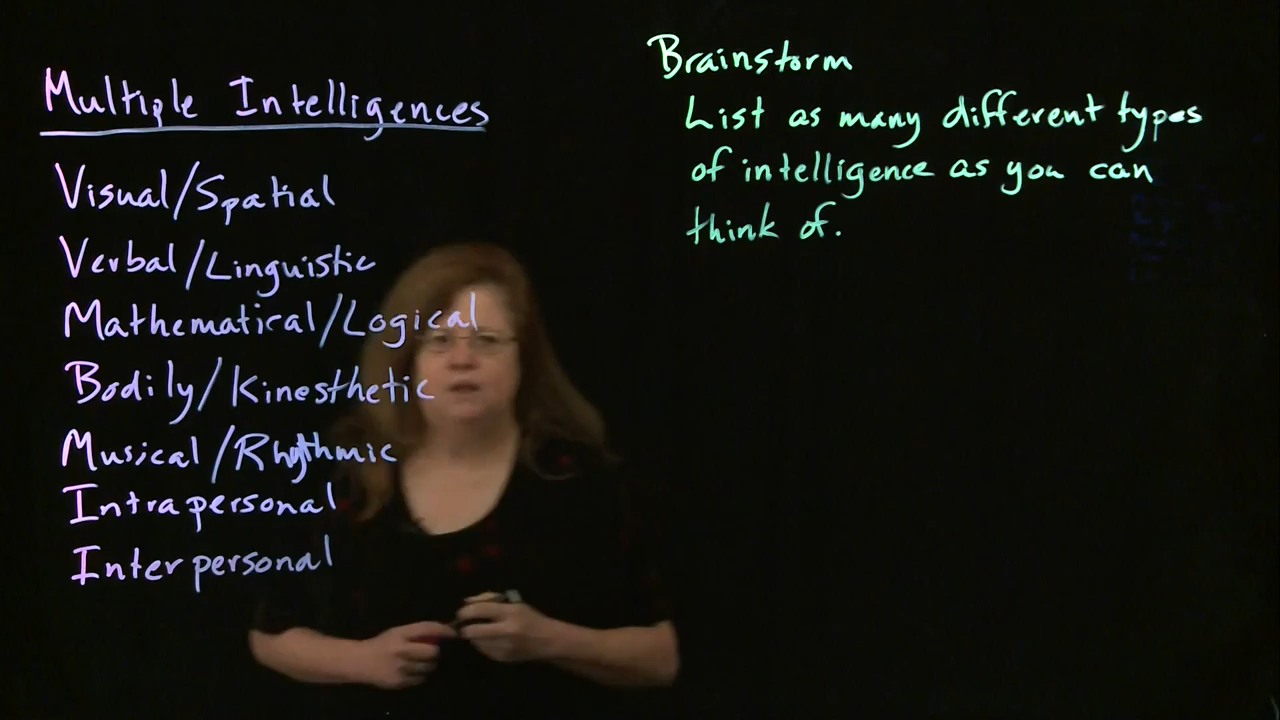 Multiple Intelligences
Visual/Spatial
Verbal/Linguistic
Mathematical/Logical
Bodily/Kinesthetic
Musical/Rhythmic
Intrapersonal
Interpersonal
Brainstorm
List as many different types
of intelligence as you can
think of.